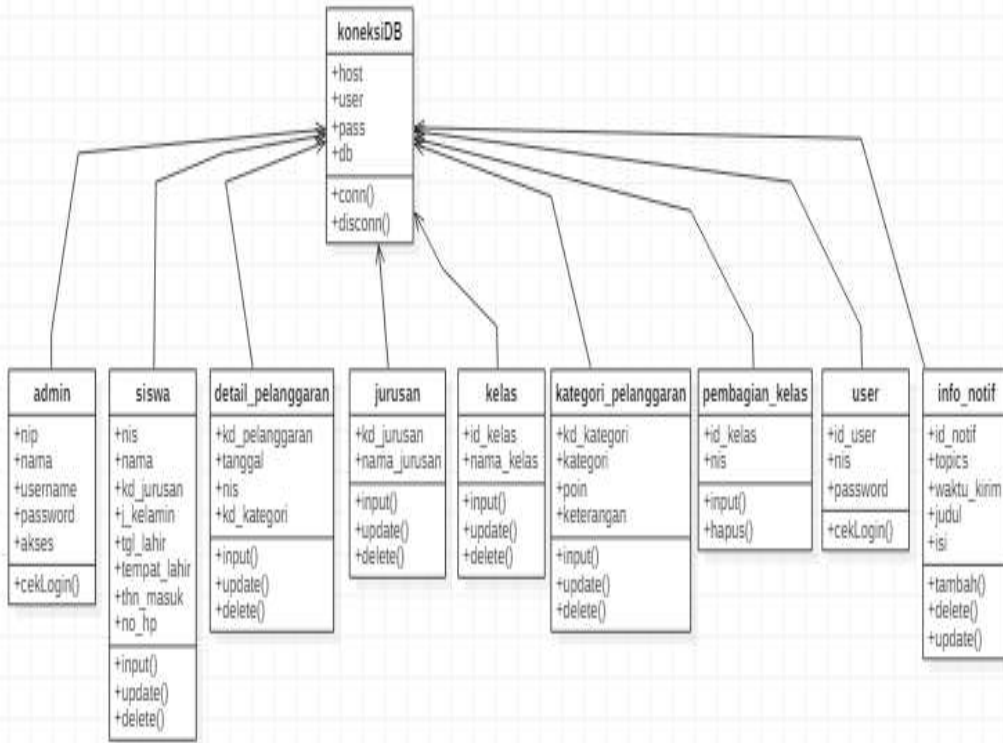 koneksiDB
+host
+user
+pass
+db
+conn()
+disconn()
admin
+nip
+nama
+username
+password
+akses
+cekLogin()
siswa
+nis
+nama
+kd_jurusan
+j_kelamin
+tgl_lahir
+tempat_lahir
+thn_masuk
+no_hp
+input()
+update()
+delete()
detail_pelanggaran
+kd_pelanggaran
+tanggal
+nis
+kd_kategori
+input()
+update()
+delete()
jurusan
+kd_jurusan
+nama_jurusan
+input()
+update()
+delete()
kelas
+id_kelas
+nama_kelas
+input()
+update()
+delete()
kategori_pelanggaran
+kd_kategori
+kategori
+poin
+keterangan
+input()
+update()
+delete()
pembagian_kelas
+id_kelas
+nis
+input()
+hapus()
user
+id_user
+nis
+password
+cekLogin()
info_notif
+id_notif
+topics
+waktu_kirim
+judul
+isi
+tambah()
+delete()
+update()